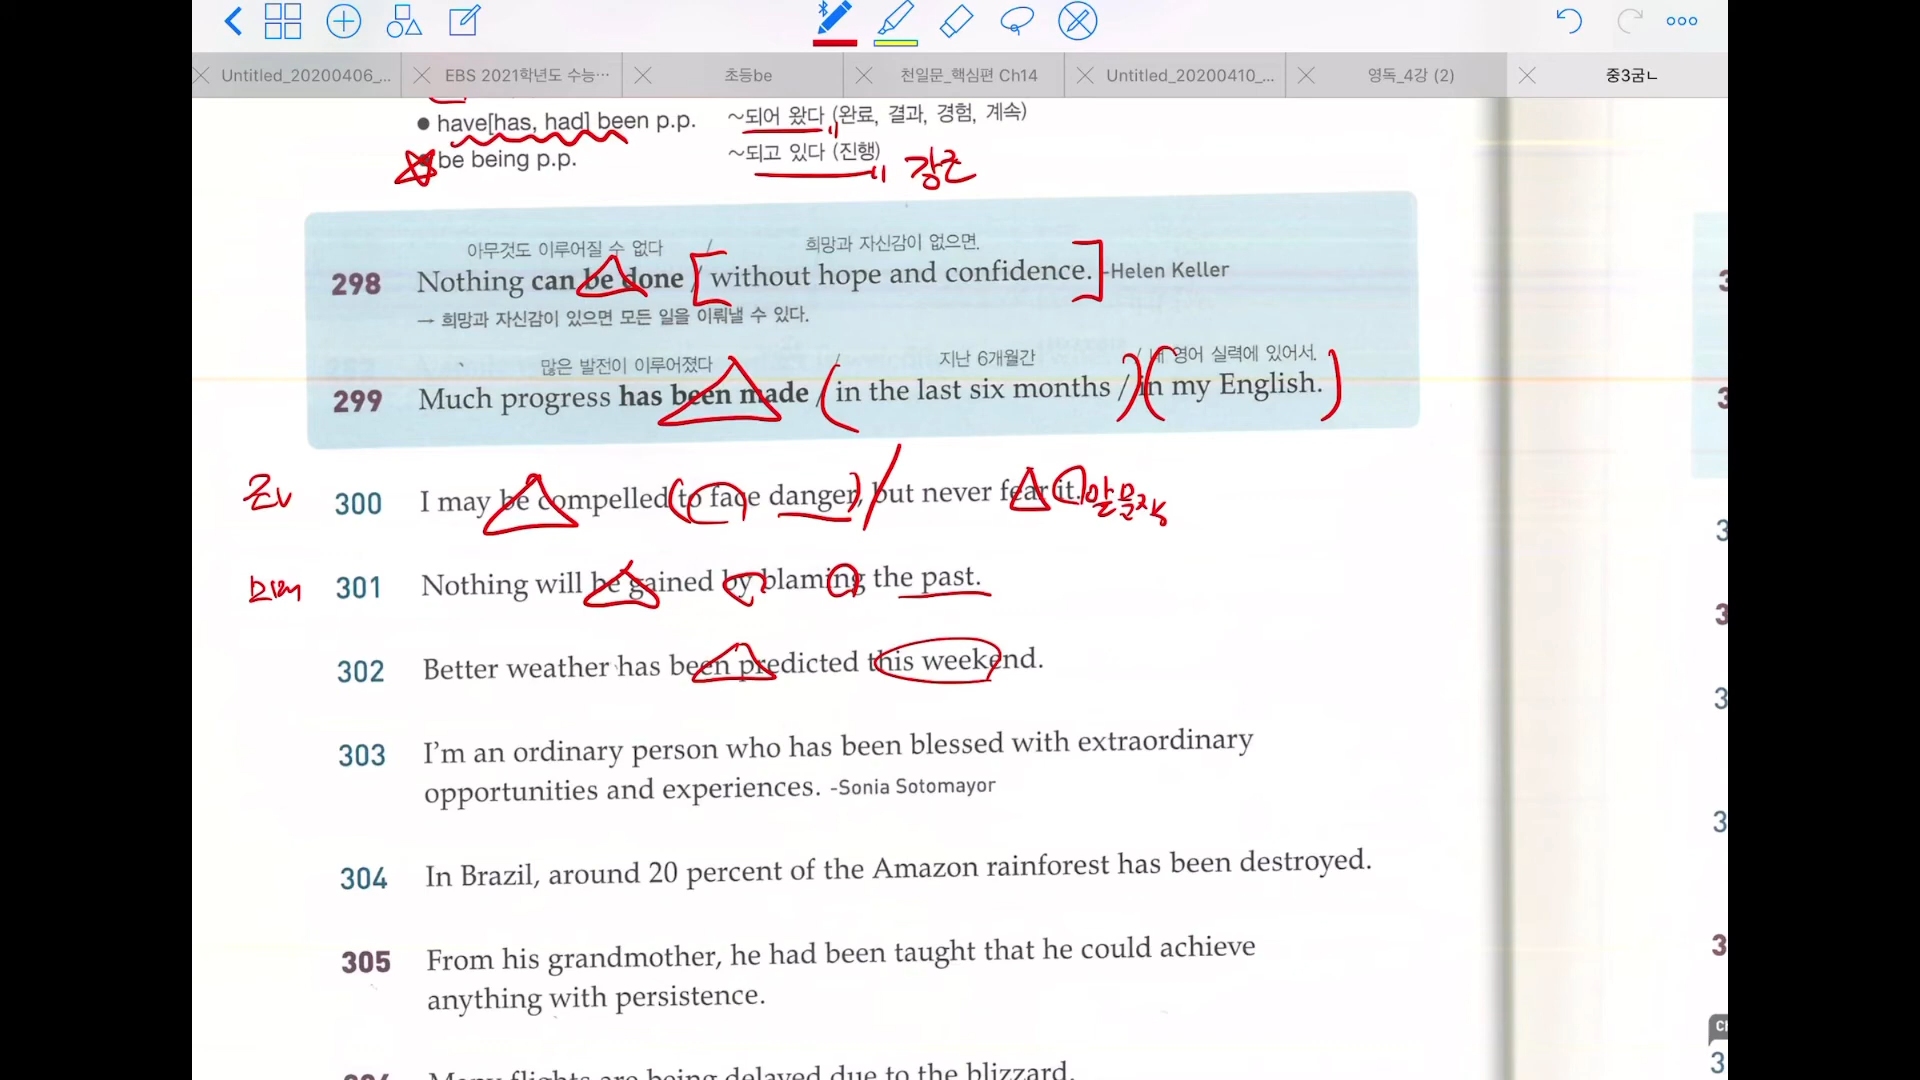 Untitled_20200406_...
EBS 2021학년도 수능...
초등be
천일문_핵심편 Ch14
Untitled_20200410_...
영독_4강 (2)
중3굼ㄴ
● have[has, had] been p.p. ~되어 왔다 (완료, 결과, 경험, 계속)
be being p.p. ~되고 있다 (진행)
강조
아무것도 이루어질 수 없다 / 희망과 자신감이 없으면.
298 Nothing can be done / without hope and confidence. -Helen Keller
→ 희망과 자신감이 있으면 모든 일을 이뤄낼 수 있다.
많은 발전이 이루어졌다 / 지난 6개월간 / 내 영어 실력에 있어서.
299 Much progress has been made / in the last six months / in my English.
300 I may be compelled to face danger, but never fear it.
301 Nothing will be gained by blaming the past.
302 Better weather has been predicted this weekend.
303 I'm an ordinary person who has been blessed with extraordinary
opportunities and experiences. -Sonia Sotomayor
304 In Brazil, around 20 percent of the Amazon rainforest has been destroyed.
305 From his grandmother, he had been taught that he could achieve
anything with persistence.
Many flights are being delayed due to the blizzard.